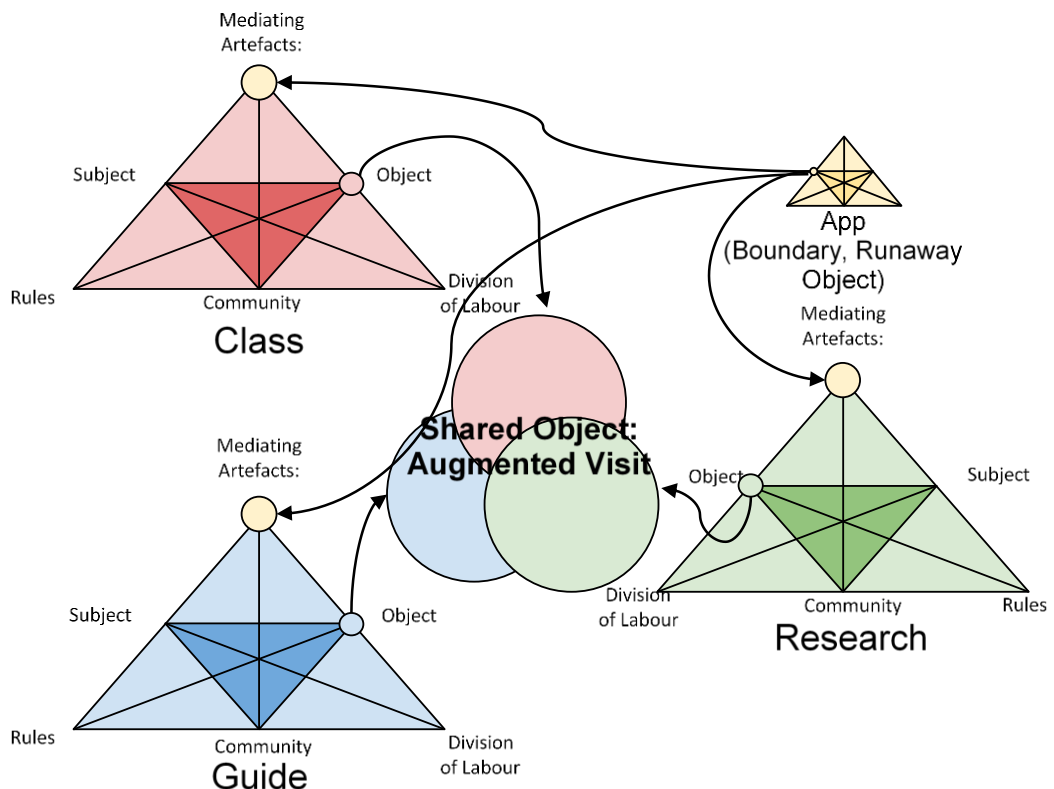 Mediating
Artefacts:
Subject
Object
Rules
Community
Division
of Labour
Class
App
(Boundary, Runaway
Object)
Mediating
Artefacts:
Shared Object:
Augmented Visit
Object
Subject
Division
of Labour
Community
Rules
Research
Mediating
Artefacts:
Subject
Object
Rules
Community
Division
of Labour
Guide